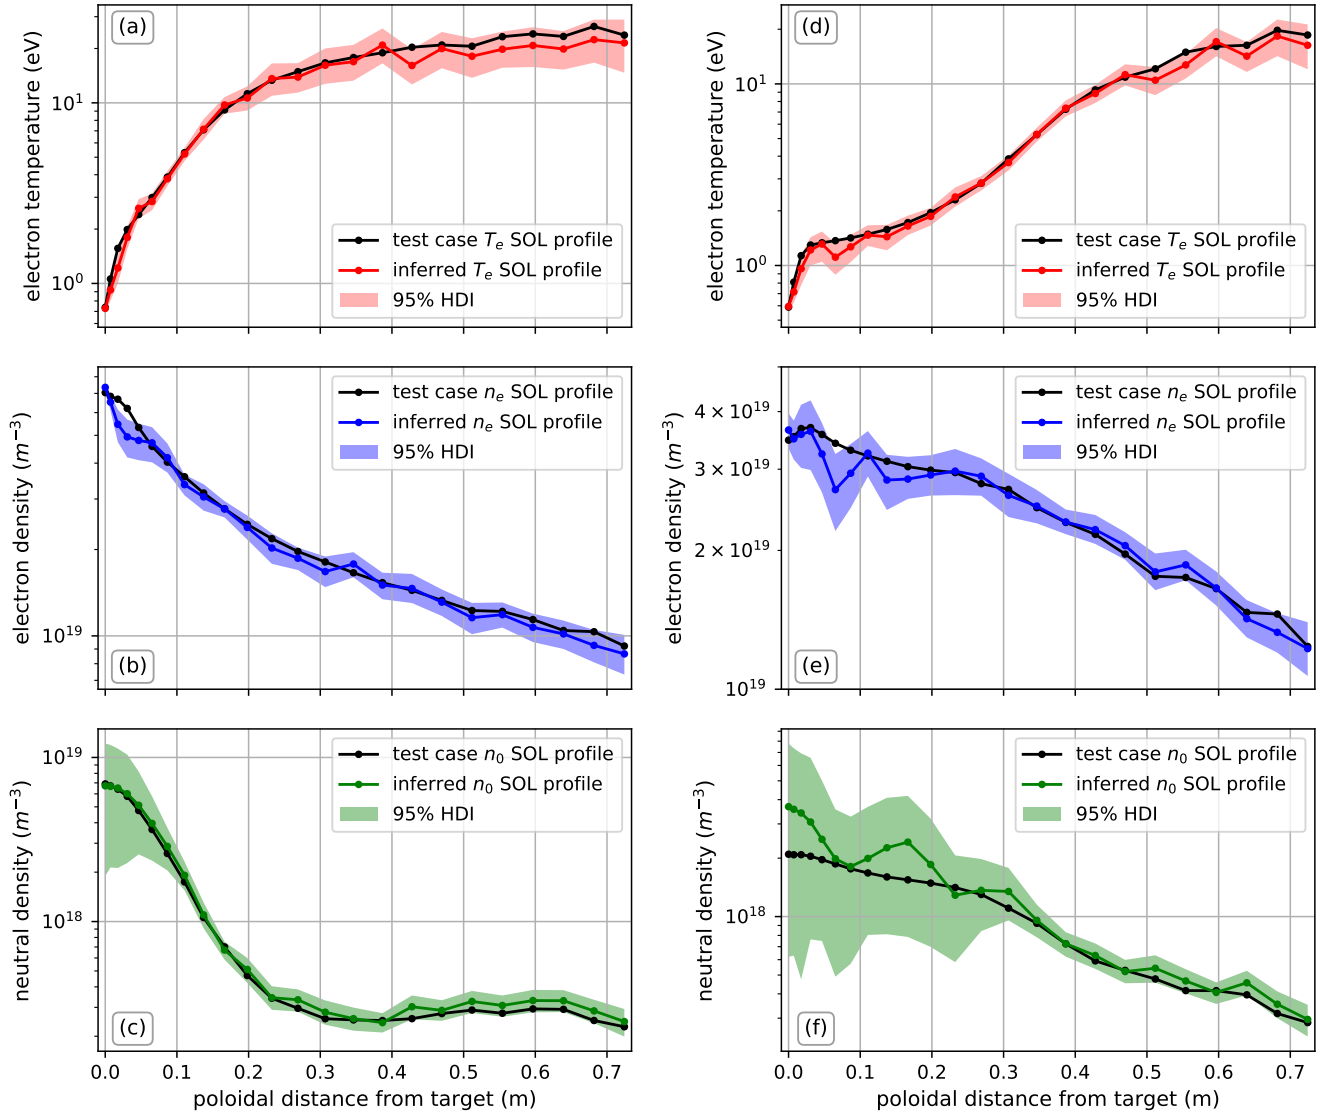 (a)
electron temperature (eV)
10¹
10⁰
test case Tₑ SOL profile
inferred Tₑ SOL profile
95% HDI
(d)
electron temperature (eV)
10¹
10⁰
test case Tₑ SOL profile
inferred Tₑ SOL profile
95% HDI
(b)
electron density (m⁻³)
10¹⁹
test case nₑ SOL profile
inferred nₑ SOL profile
95% HDI
(e)
electron density (m⁻³)
4 × 10¹⁹
3 × 10¹⁹
2 × 10¹⁹
10¹⁹
test case nₑ SOL profile
inferred nₑ SOL profile
95% HDI
(c)
neutral density (m⁻³)
10¹⁹
10¹⁸
test case n₀ SOL profile
inferred n₀ SOL profile
95% HDI
0.0 0.1 0.2 0.3 0.4 0.5 0.6 0.7
poloidal distance from target (m)
(f)
neutral density (m⁻³)
10¹⁸
test case n₀ SOL profile
inferred n₀ SOL profile
95% HDI
0.0 0.1 0.2 0.3 0.4 0.5 0.6 0.7
poloidal distance from target (m)